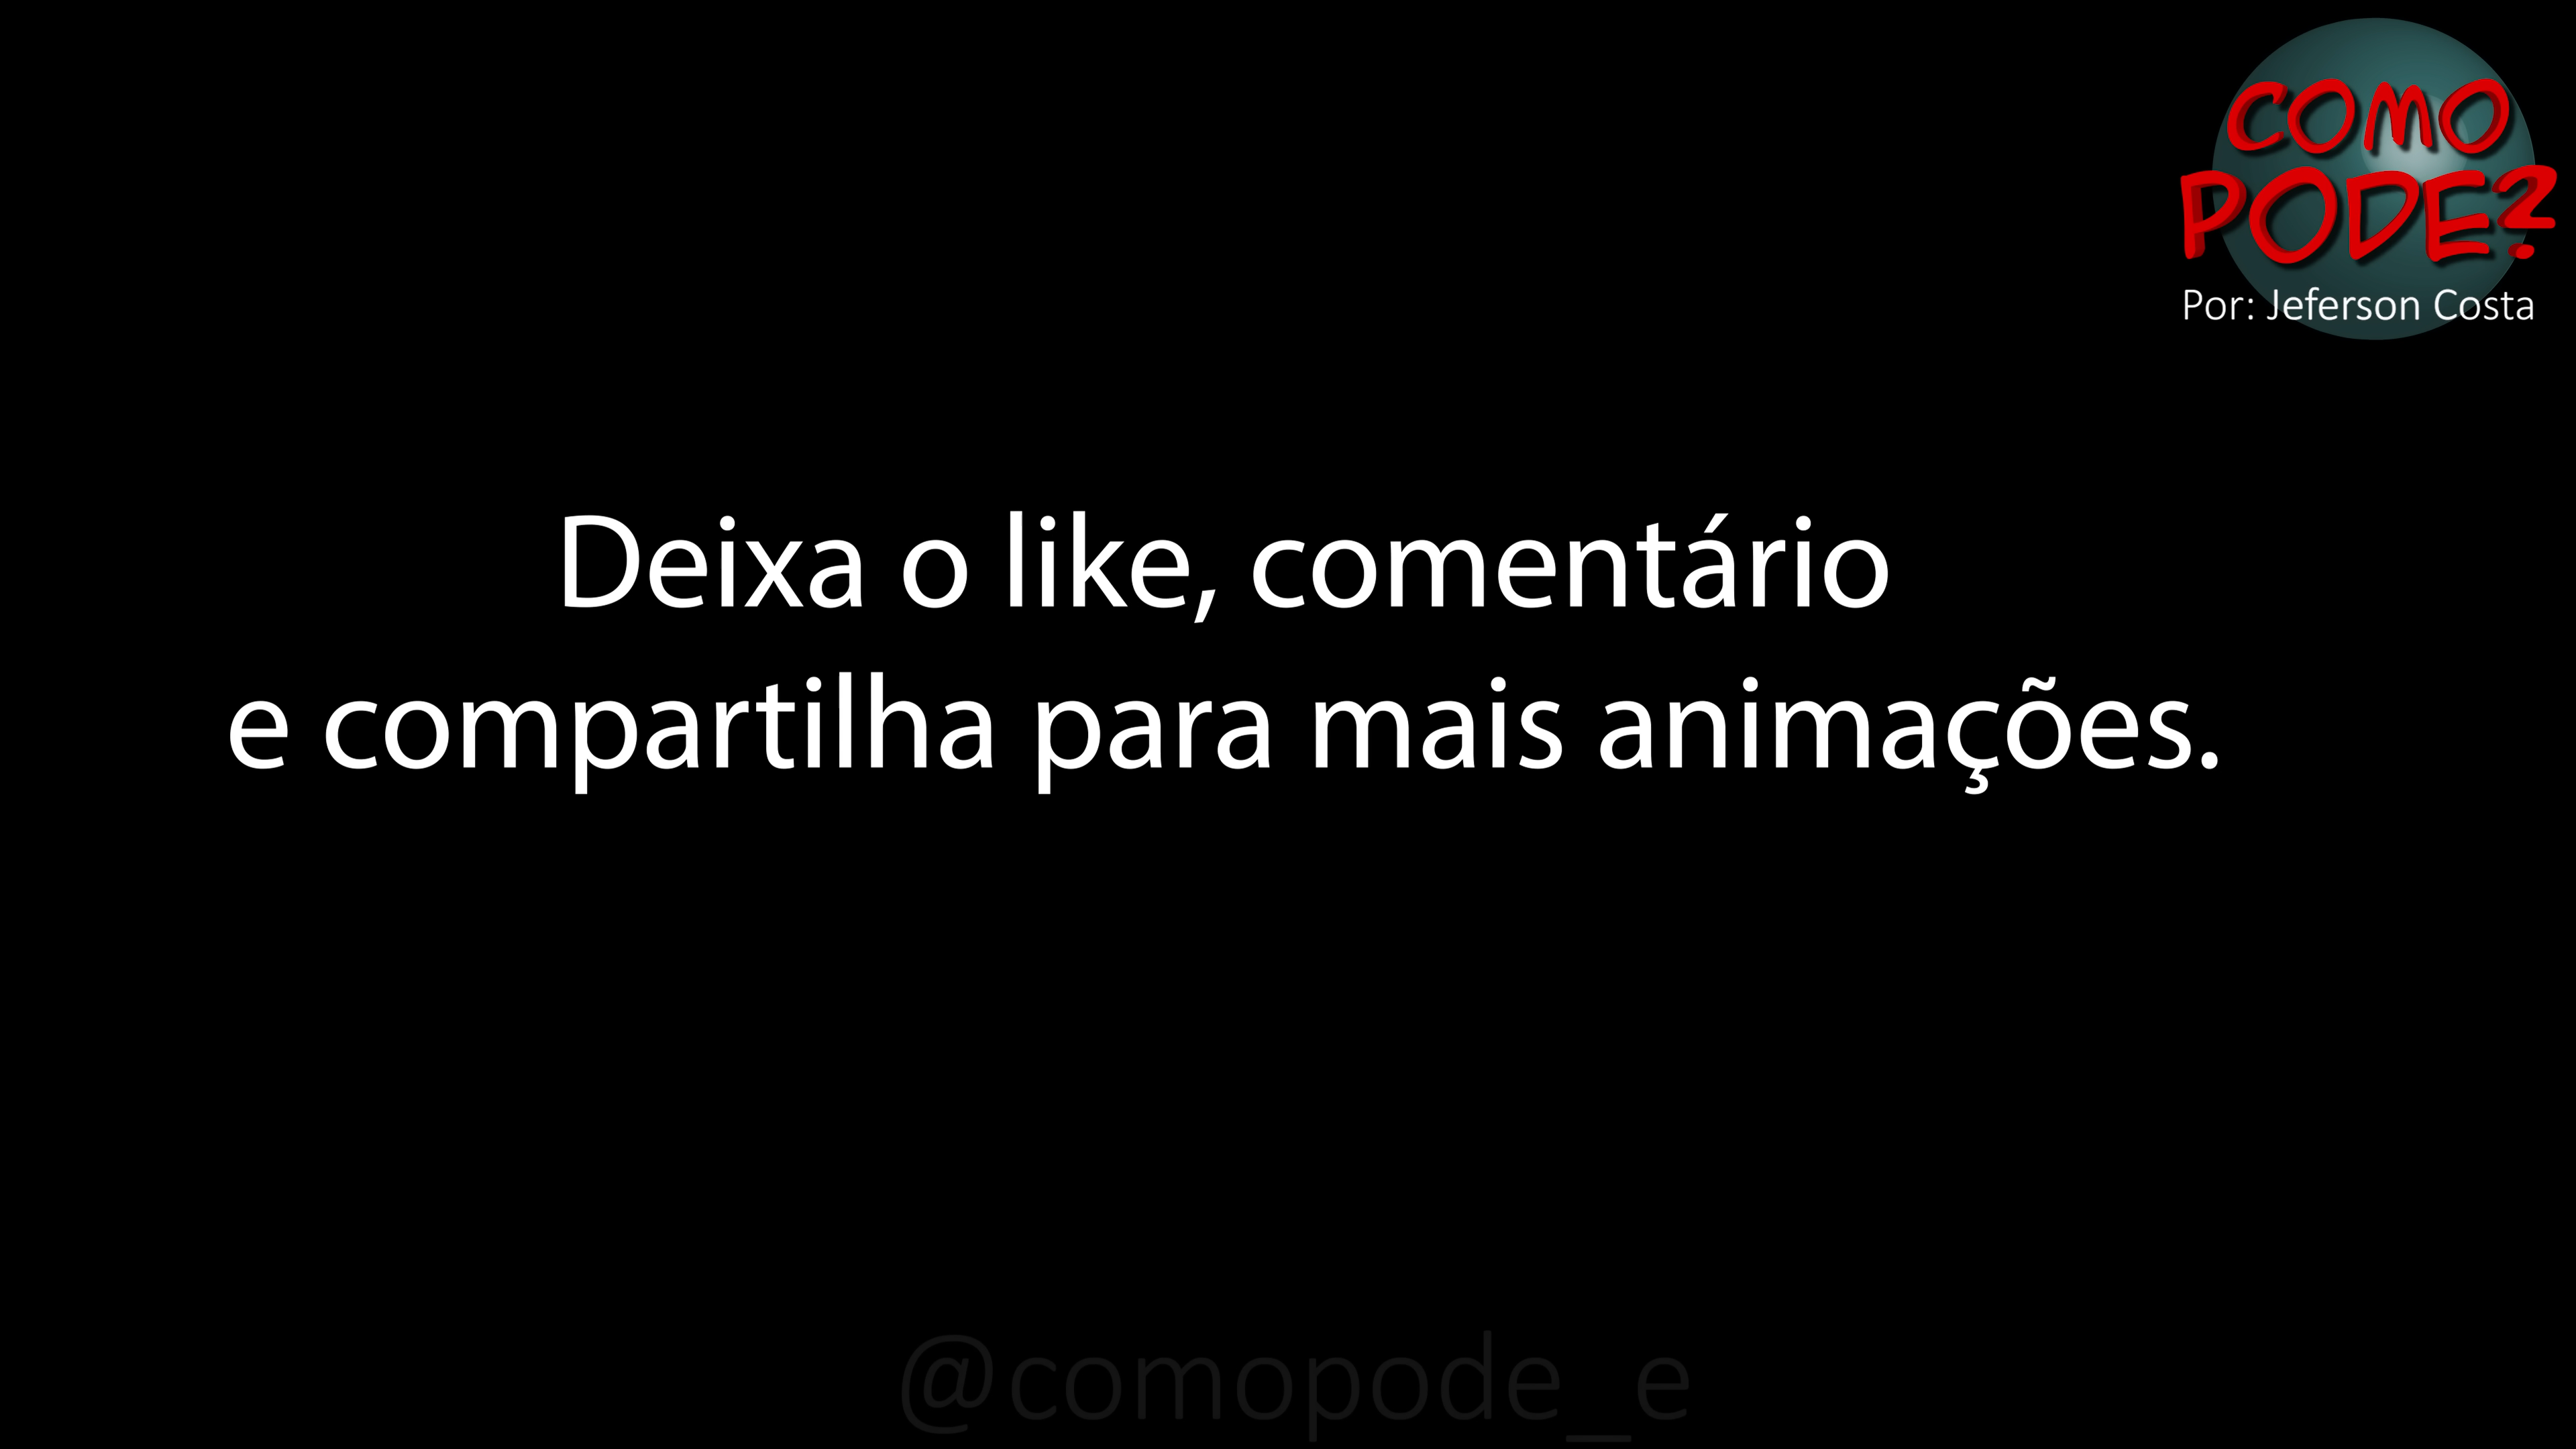 COMO
PODE?
Por: Jeferson Costa
Deixa o like, comentário
e compartilha para mais animações.
@comopode_e